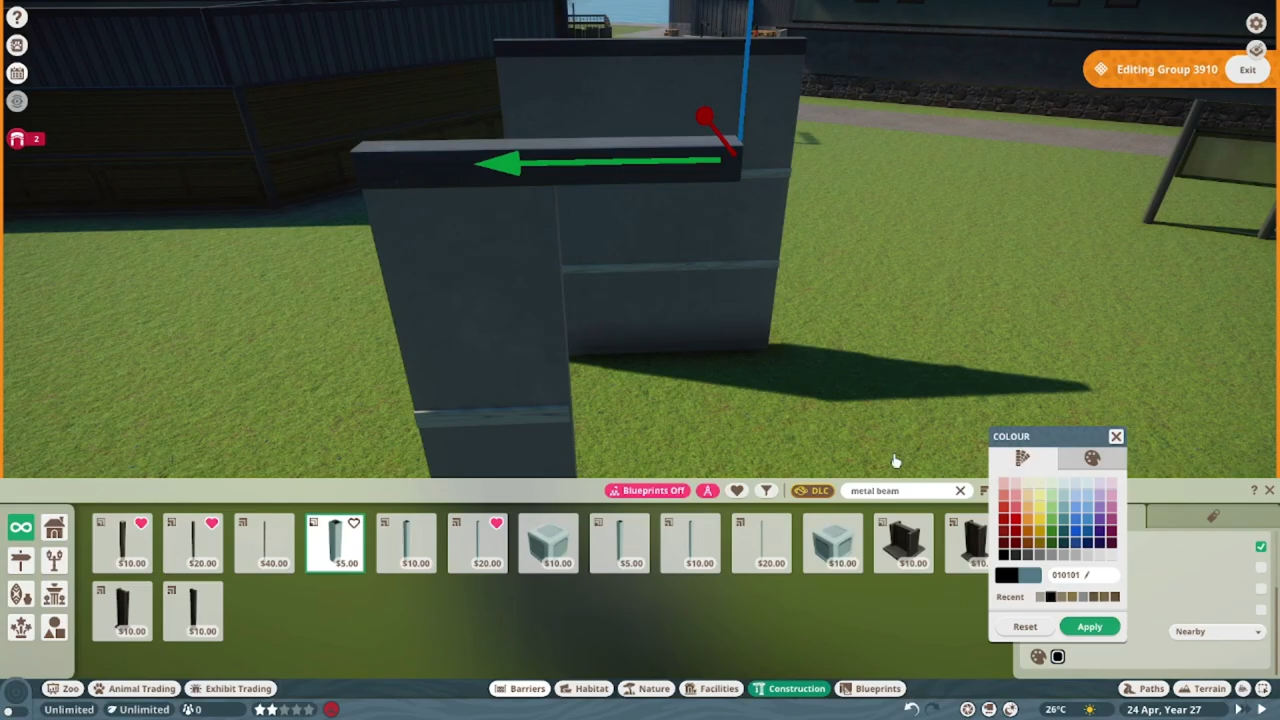 ?
Editing Group 3910
Exit
2
COLOUR
Blueprints Off
DLC
metal beam
? ×
$10.00
$20.00
$40.00
$5.00
$10.00
$20.00
$10.00
$5.00
$10.00
$20.00
$10.00
$10.00
$10.00
$10.00
010101 /
Recent
Reset
Apply
Nearby
Zoo
Animal Trading
Exhibit Trading
Barriers
Habitat
Nature
Facilities
Construction
Blueprints
Paths
Terrain
Unlimited
Unlimited
0
26°C
24 Apr, Year 27